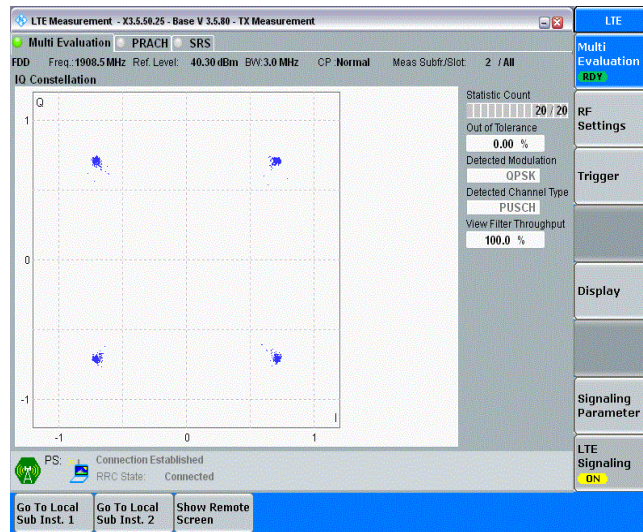 LTE Measurement - X3.5.50.25 - Base V 3.5.80 - TX Measurement
LTE
Multi Evaluation PRACH SRS
FDD Freq.: 1908.5 MHz Ref. Level: 40.30 dBm BW: 3.0 MHz CP: Normal Meas Subfr./Slot: 2 / All
IQ Constellation
Q
1
0
-1
-1 0 1
I
Statistic Count
20 / 20
Out of Tolerance
0.00 %
Detected Modulation
QPSK
Detected Channel Type
PUSCH
View Filter Throughput
100.0 %
Multi
Evaluation
RDY
RF
Settings
Trigger
Display
Signaling
Parameter
LTE
Signaling
ON
PS: Connection Established
RRC State: Connected
Go To Local
Sub Inst. 1
Go To Local
Sub Inst. 2
Show Remote
Screen